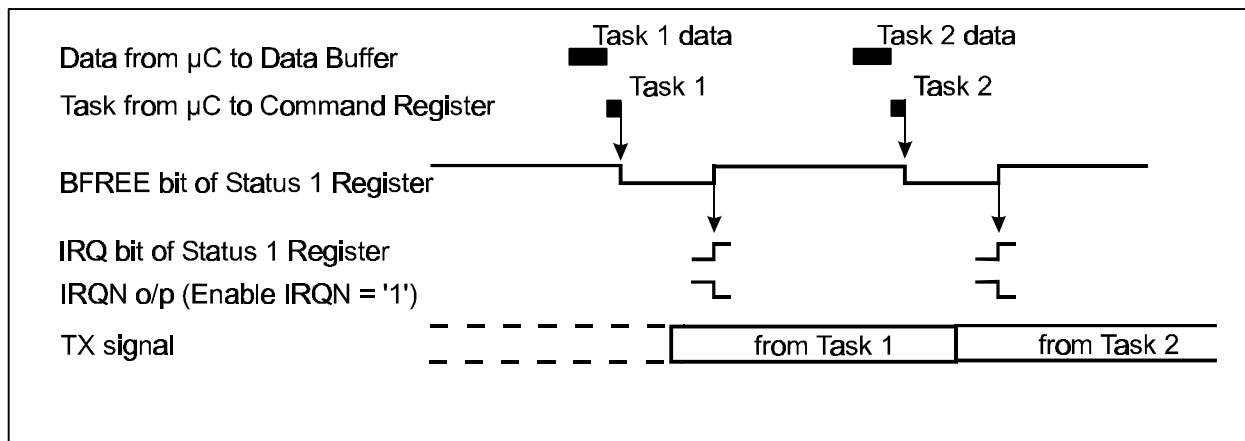 Task 1 data
Task 2 data
Data from µC to Data Buffer
Task 1
Task 2
Task from µC to Command Register
BFREE bit of Status 1 Register
IRQ bit of Status 1 Register
IRQN o/p (Enable IRQN = '1')
TX signal
from Task 1
from Task 2